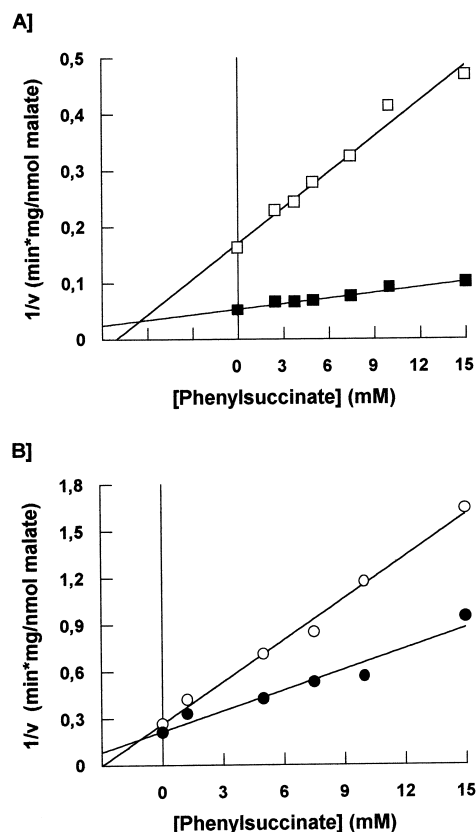 A]
0,5
0,4
0,3
0,2
0,1
0
1/v (min*mg/nmol malate)
0 3 6 9 12 15
[Phenylsuccinate] (mM)
B]
1,8
1,5
1,2
0,9
0,6
0,3
0
1/v (min*mg/nmol malate)
0 3 6 9 12 15
[Phenylsuccinate] (mM)